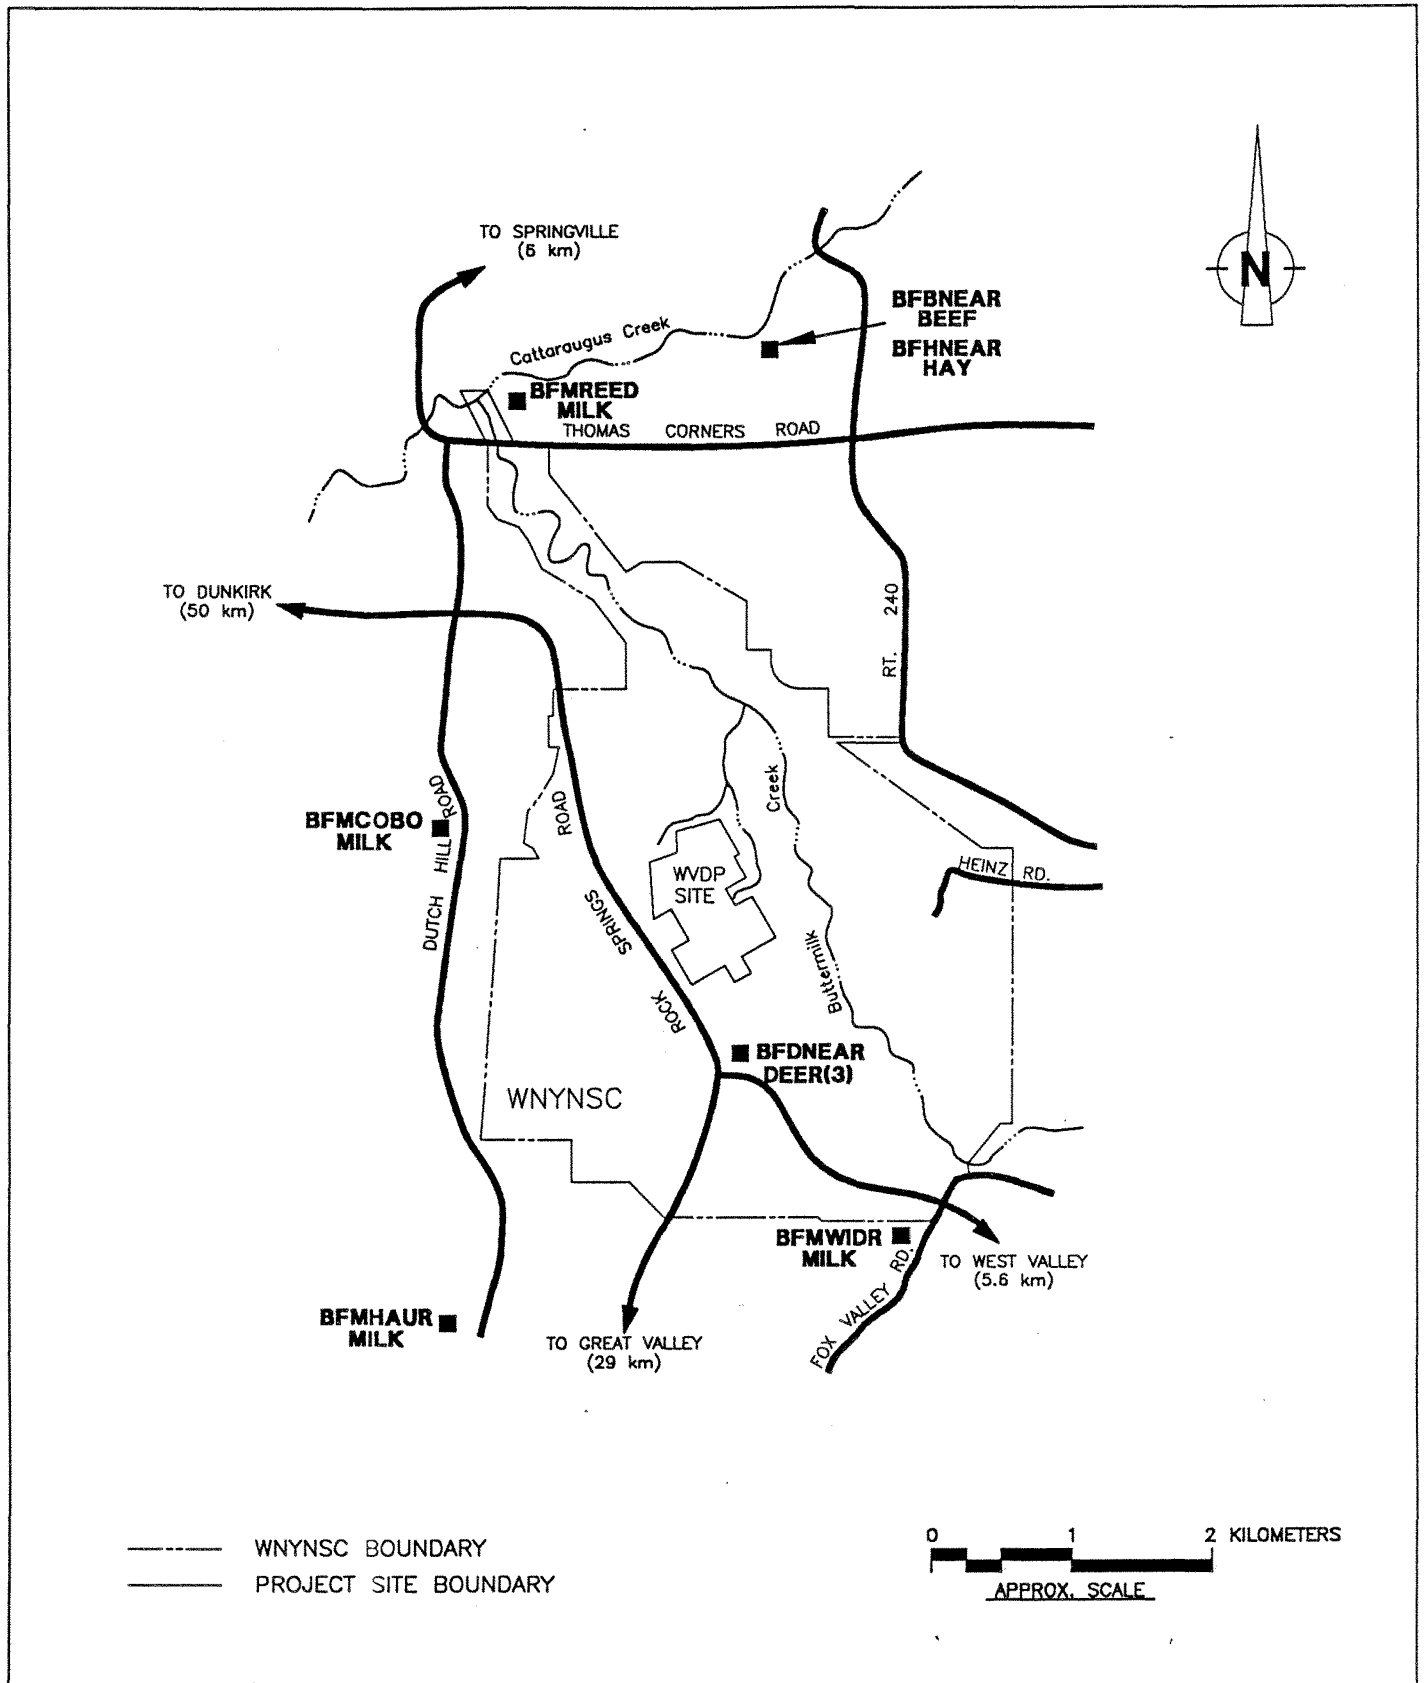 TO SPRINGVILLE
(6 km)
N
BFBNEAR
BEEF
BFHNEAR
HAY
Cattaraugus Creek
BFMREED
MILK
THOMAS CORNERS ROAD
TO DUNKIRK
(50 km)
RT. 240
BFMCOBO
MILK
DUTCH HILL ROAD
ROCK SPRINGS ROAD
Buttermilk Creek
WVDP
SITE
HEINZ RD.
BFDNEAR
DEER(3)
WNYNSC
BFMWIDR
MILK
TO WEST VALLEY
(5.6 km)
FOX VALLEY RD.
BFMHAUR
MILK
TO GREAT VALLEY
(29 km)
WNYNSC BOUNDARY
PROJECT SITE BOUNDARY
0 1 2 KILOMETERS
APPROX. SCALE